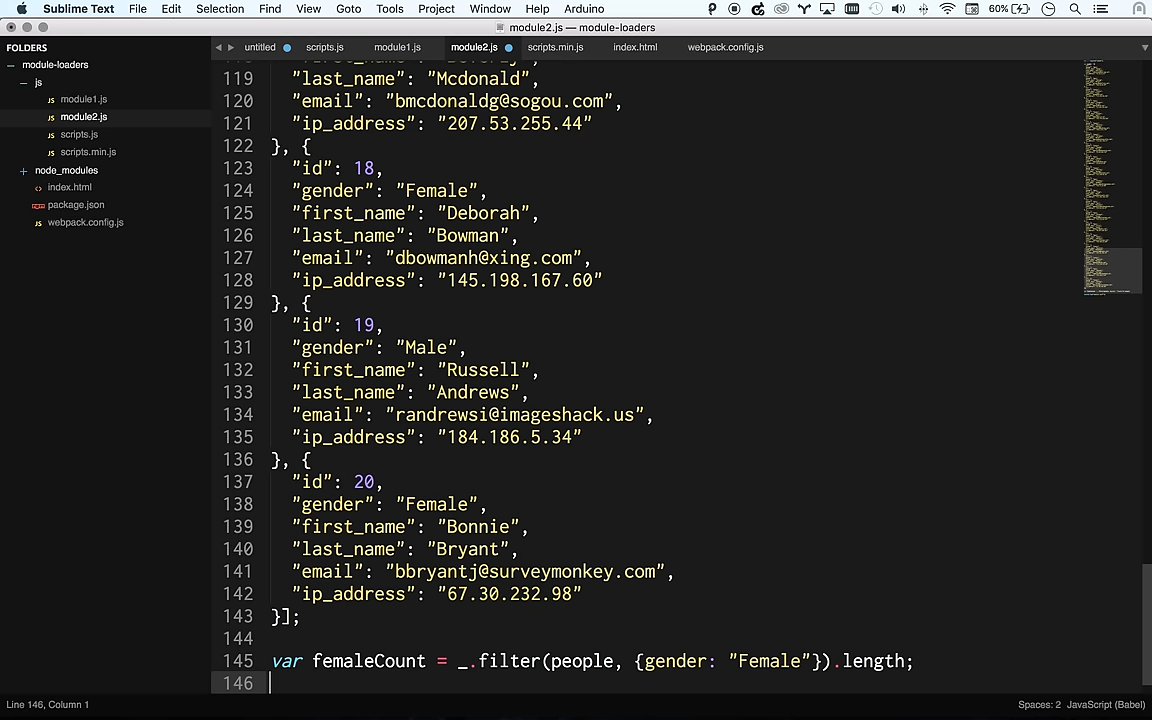 Sublime Text File Edit Selection Find View Goto Tools Project Window Help Arduino 60%
module2.js — module-loaders
FOLDERS
module-loaders
js
module1.js
module2.js
scripts.js
scripts.min.js
node_modules
index.html
package.json
webpack.config.js
untitled scripts.js module1.js module2.js scripts.min.js index.html webpack.config.js
119 "last_name": "Mcdonald",
120 "email": "bmcdonaldg@sogou.com",
121 "ip_address": "207.53.255.44"
122 }, {
123 "id": 18,
124 "gender": "Female",
125 "first_name": "Deborah",
126 "last_name": "Bowman",
127 "email": "dbowmanh@xing.com",
128 "ip_address": "145.198.167.60"
129 }, {
130 "id": 19,
131 "gender": "Male",
132 "first_name": "Russell",
133 "last_name": "Andrews",
134 "email": "randrewsi@imageshack.us",
135 "ip_address": "184.186.5.34"
136 }, {
137 "id": 20,
138 "gender": "Female",
139 "first_name": "Bonnie",
140 "last_name": "Bryant",
141 "email": "bbryantj@surveymonkey.com",
142 "ip_address": "67.30.232.98"
143 }];
144
145 var femaleCount = _.filter(people, {gender: "Female"}).length;
146
Line 146, Column 1 Spaces: 2 JavaScript (Babel)